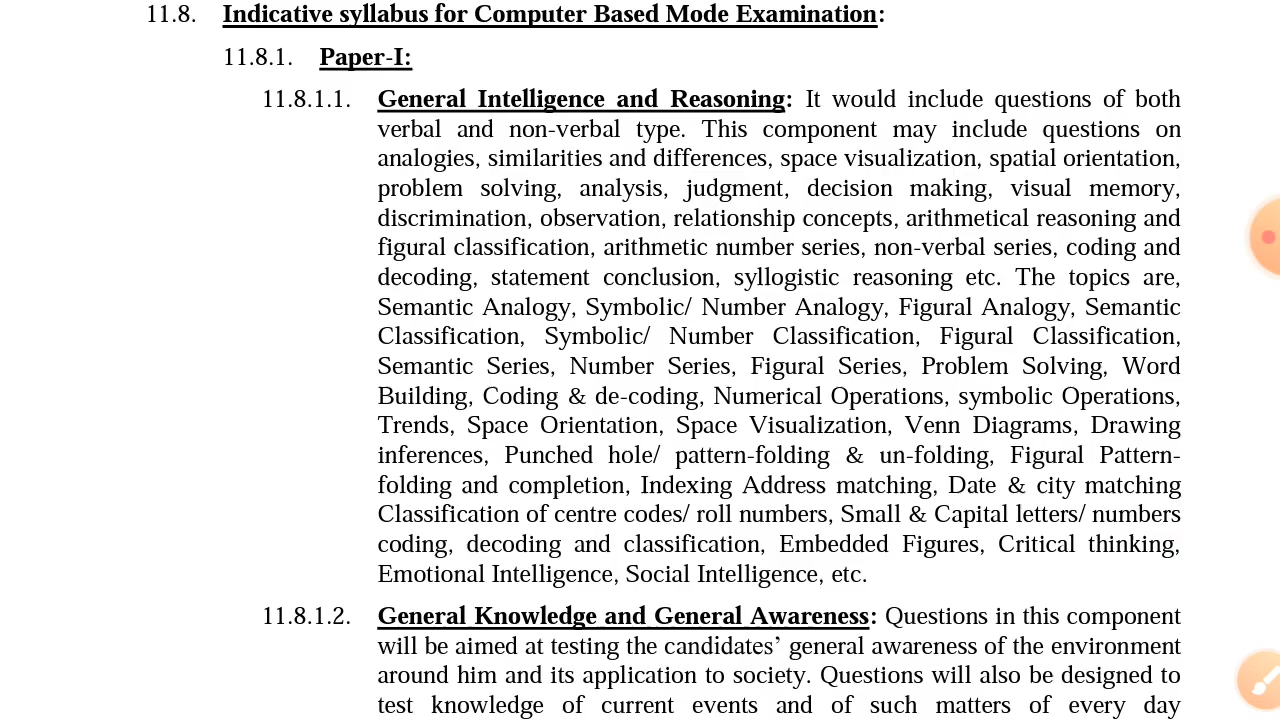 11.8. Indicative syllabus for Computer Based Mode Examination:
11.8.1. Paper-I:
11.8.1.1. General Intelligence and Reasoning: It would include questions of both
verbal and non-verbal type. This component may include questions on
analogies, similarities and differences, space visualization, spatial orientation,
problem solving, analysis, judgment, decision making, visual memory,
discrimination, observation, relationship concepts, arithmetical reasoning and
figural classification, arithmetic number series, non-verbal series, coding and
decoding, statement conclusion, syllogistic reasoning etc. The topics are,
Semantic Analogy, Symbolic/ Number Analogy, Figural Analogy, Semantic
Classification, Symbolic/ Number Classification, Figural Classification,
Semantic Series, Number Series, Figural Series, Problem Solving, Word
Building, Coding & de-coding, Numerical Operations, symbolic Operations,
Trends, Space Orientation, Space Visualization, Venn Diagrams, Drawing
inferences, Punched hole/ pattern-folding & un-folding, Figural Pattern-
folding and completion, Indexing Address matching, Date & city matching
Classification of centre codes/ roll numbers, Small & Capital letters/ numbers
coding, decoding and classification, Embedded Figures, Critical thinking,
Emotional Intelligence, Social Intelligence, etc.
11.8.1.2. General Knowledge and General Awareness: Questions in this component
will be aimed at testing the candidates’ general awareness of the environment
around him and its application to society. Questions will also be designed to
test knowledge of current events and of such matters of every day